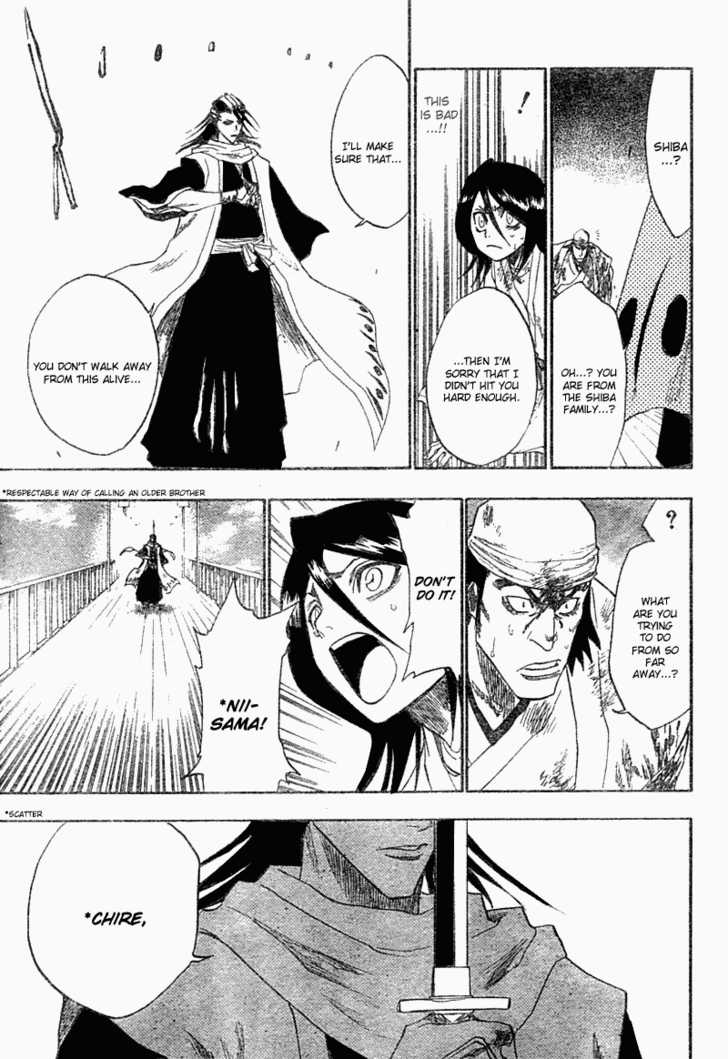 SHIBA
...?
OH...? YOU
ARE FROM
THE SHIBA
FAMILY...?
!
THIS
IS BAD
...!!
...THEN I'M
SORRY THAT I
DIDN'T HIT YOU
HARD ENOUGH.
I'LL MAKE
SURE THAT...
YOU DON'T WALK AWAY
FROM THIS ALIVE...
*RESPECTABLE WAY OF CALLING AN OLDER BROTHER
?
WHAT
ARE YOU
TRYING
TO DO
FROM SO
FAR
AWAY...?
DON'T
DO IT!
*NII-
SAMA!
*SCATTER
*CHIRE,